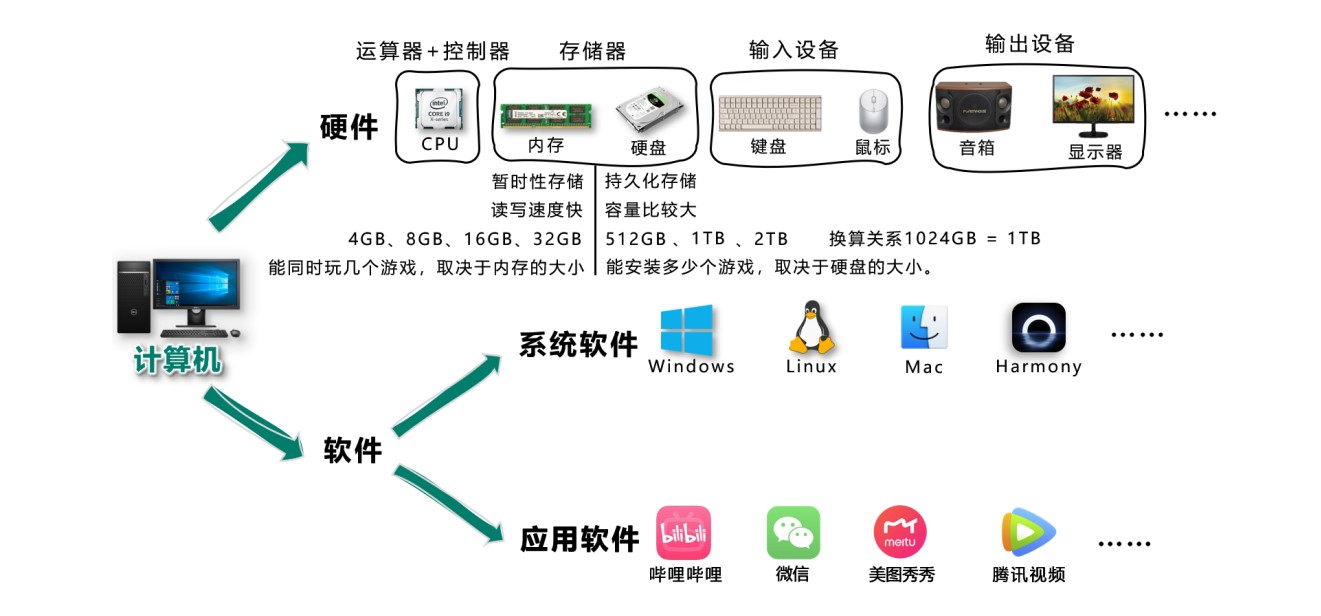 运算器+控制器 存储器 输入设备 输出设备
硬件
intel
CORE i9
X-series
CPU 内存 硬盘 键盘 鼠标 音箱 显示器
……
暂时性存储 持久化存储
读写速度快 容量比较大
4GB、8GB、16GB、32GB 512GB 、1TB 、2TB 换算关系1024GB = 1TB
能同时玩几个游戏，取决于内存的大小 能安装多少个游戏，取决于硬盘的大小。
计算机
系统软件
Windows Linux Mac Harmony
……
软件
应用软件
bilibili
meitu
哔哩哔哩 微信 美图秀秀 腾讯视频
……